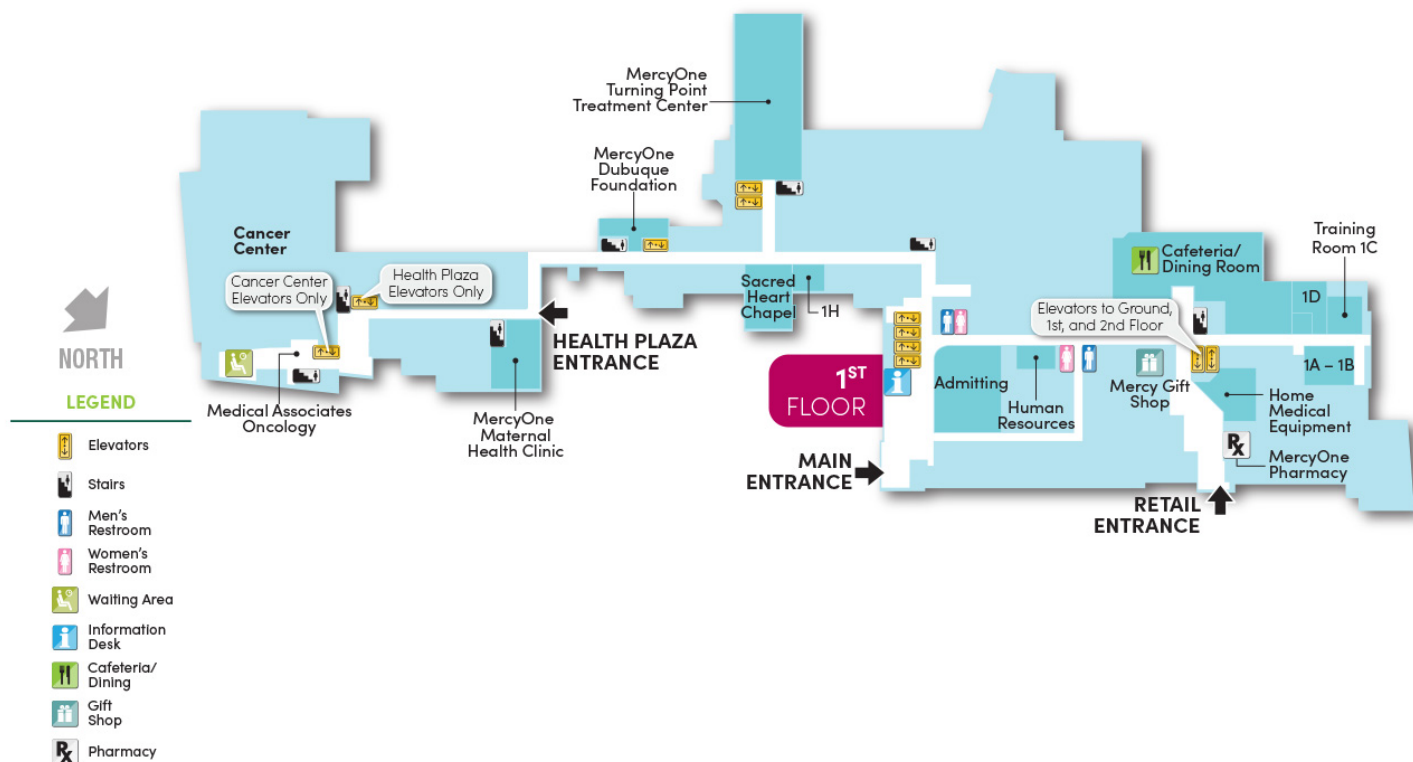 MercyOne
Turning Point
Treatment Center
MercyOne
Dubuque
Foundation
Cancer
Center
Cancer Center
Elevators Only
Health Plaza
Elevators Only
Sacred
Heart
Chapel
1H
Cafeteria/
Dining Room
Training
Room 1C
1D
Elevators to Ground,
1st, and 2nd Floor
1A – 1B
HEALTH PLAZA
ENTRANCE
NORTH
Medical Associates
Oncology
MercyOne
Maternal
Health Clinic
1ST
FLOOR
Admitting
Human
Resources
Mercy Gift
Shop
Home
Medical
Equipment
Rx
MercyOne
Pharmacy
MAIN
ENTRANCE
RETAIL
ENTRANCE
LEGEND
Elevators
Stairs
Men's
Restroom
Women's
Restroom
Waiting Area
Information
Desk
Cafeteria/
Dining
Gift
Shop
Rx
Pharmacy